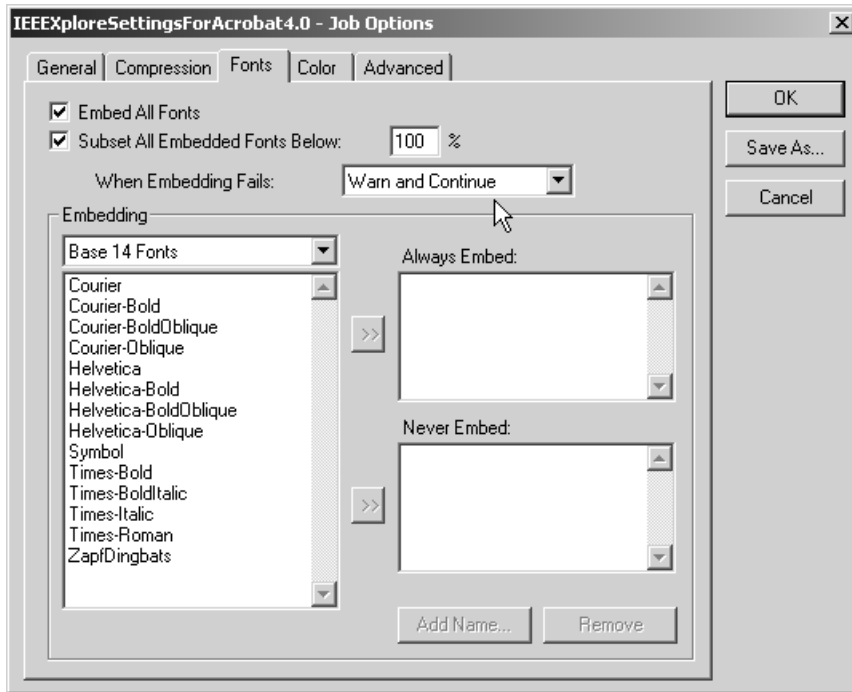 IEEEXploreSettingsForAcrobat4.0 - Job Options
General Compression Fonts Color Advanced
Embed All Fonts
Subset All Embedded Fonts Below: 100 %
When Embedding Fails: Warn and Continue
OK
Save As...
Cancel
Embedding
Base 14 Fonts
Courier
Courier-Bold
Courier-BoldOblique
Courier-Oblique
Helvetica
Helvetica-Bold
Helvetica-BoldOblique
Helvetica-Oblique
Symbol
Times-Bold
Times-BoldItalic
Times-Italic
Times-Roman
ZapfDingbats
>>
>>
Always Embed:
Never Embed:
Add Name... Remove